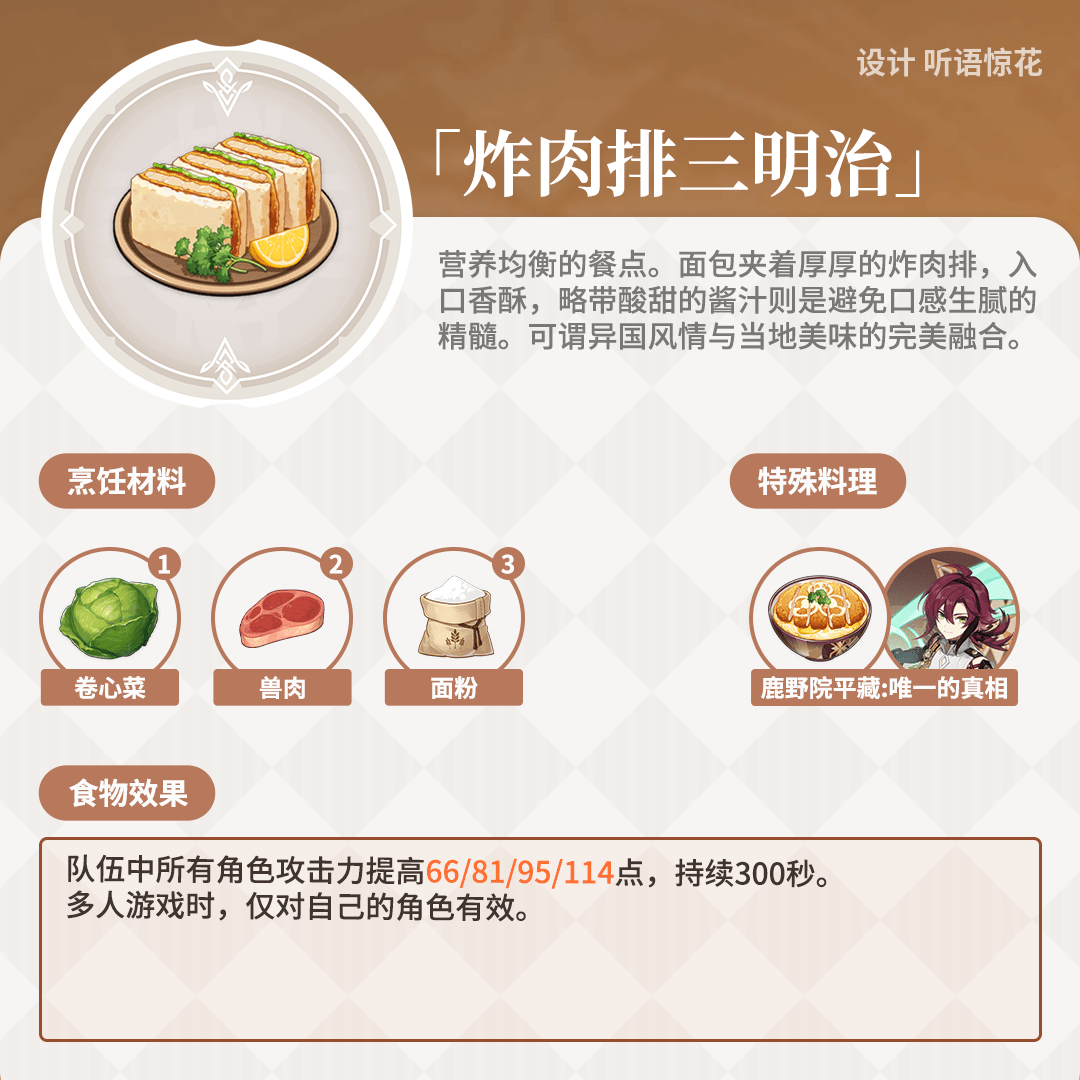 设计 听语惊花
「炸肉排三明治」
营养均衡的餐点。面包夹着厚厚的炸肉排，入
口香酥，略带酸甜的酱汁则是避免口感生腻的
精髓。可谓异国风情与当地美味的完美融合。
烹饪材料
特殊料理
1
2
3
卷心菜
兽肉
面粉
鹿野院平藏:唯一的真相
食物效果
队伍中所有角色攻击力提高66/81/95/114点，持续300秒。
多人游戏时，仅对自己的角色有效。